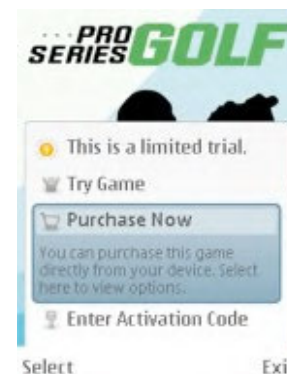 ···PRO
SERIES GOLF
This is a limited trial.
Try Game
Purchase Now
You can purchase this game
directly from your device. Select
here to view options.
Enter Activation Code
Select Exi